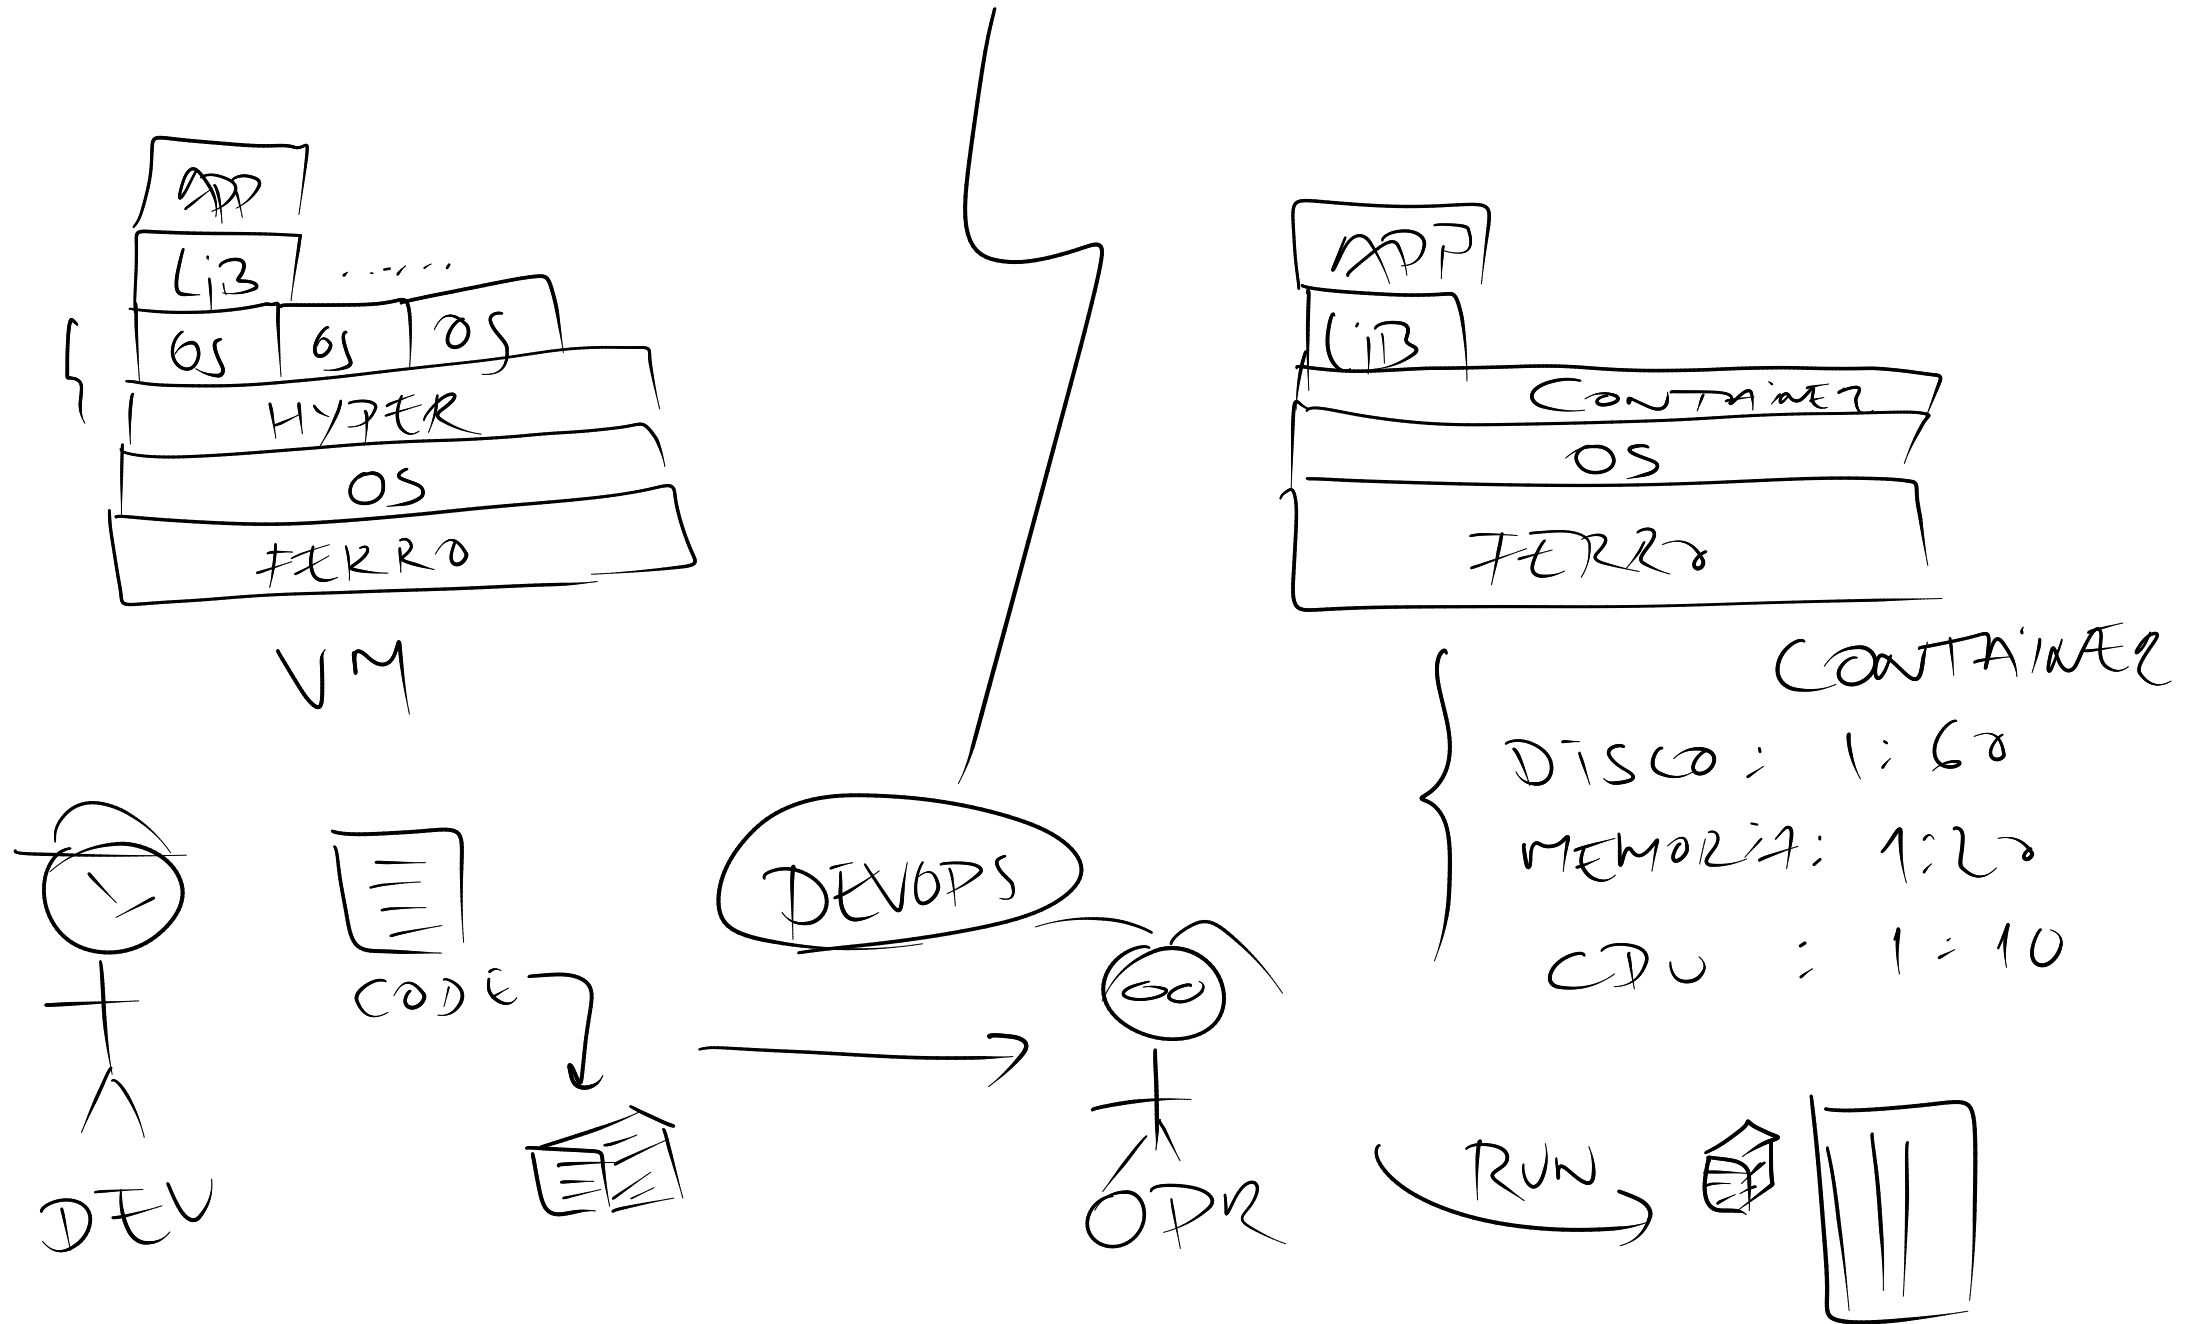 APP
LIB
OS OS OS
HYPER
OS
FERRO
VM
APP
LIB
CONTAINER
OS
FERRO
CONTAINER
DISCO: 1:60
MEMORIA: 1:20
CPU : 1:10
DEVOPS
CODE
DEV
OPR
RUN